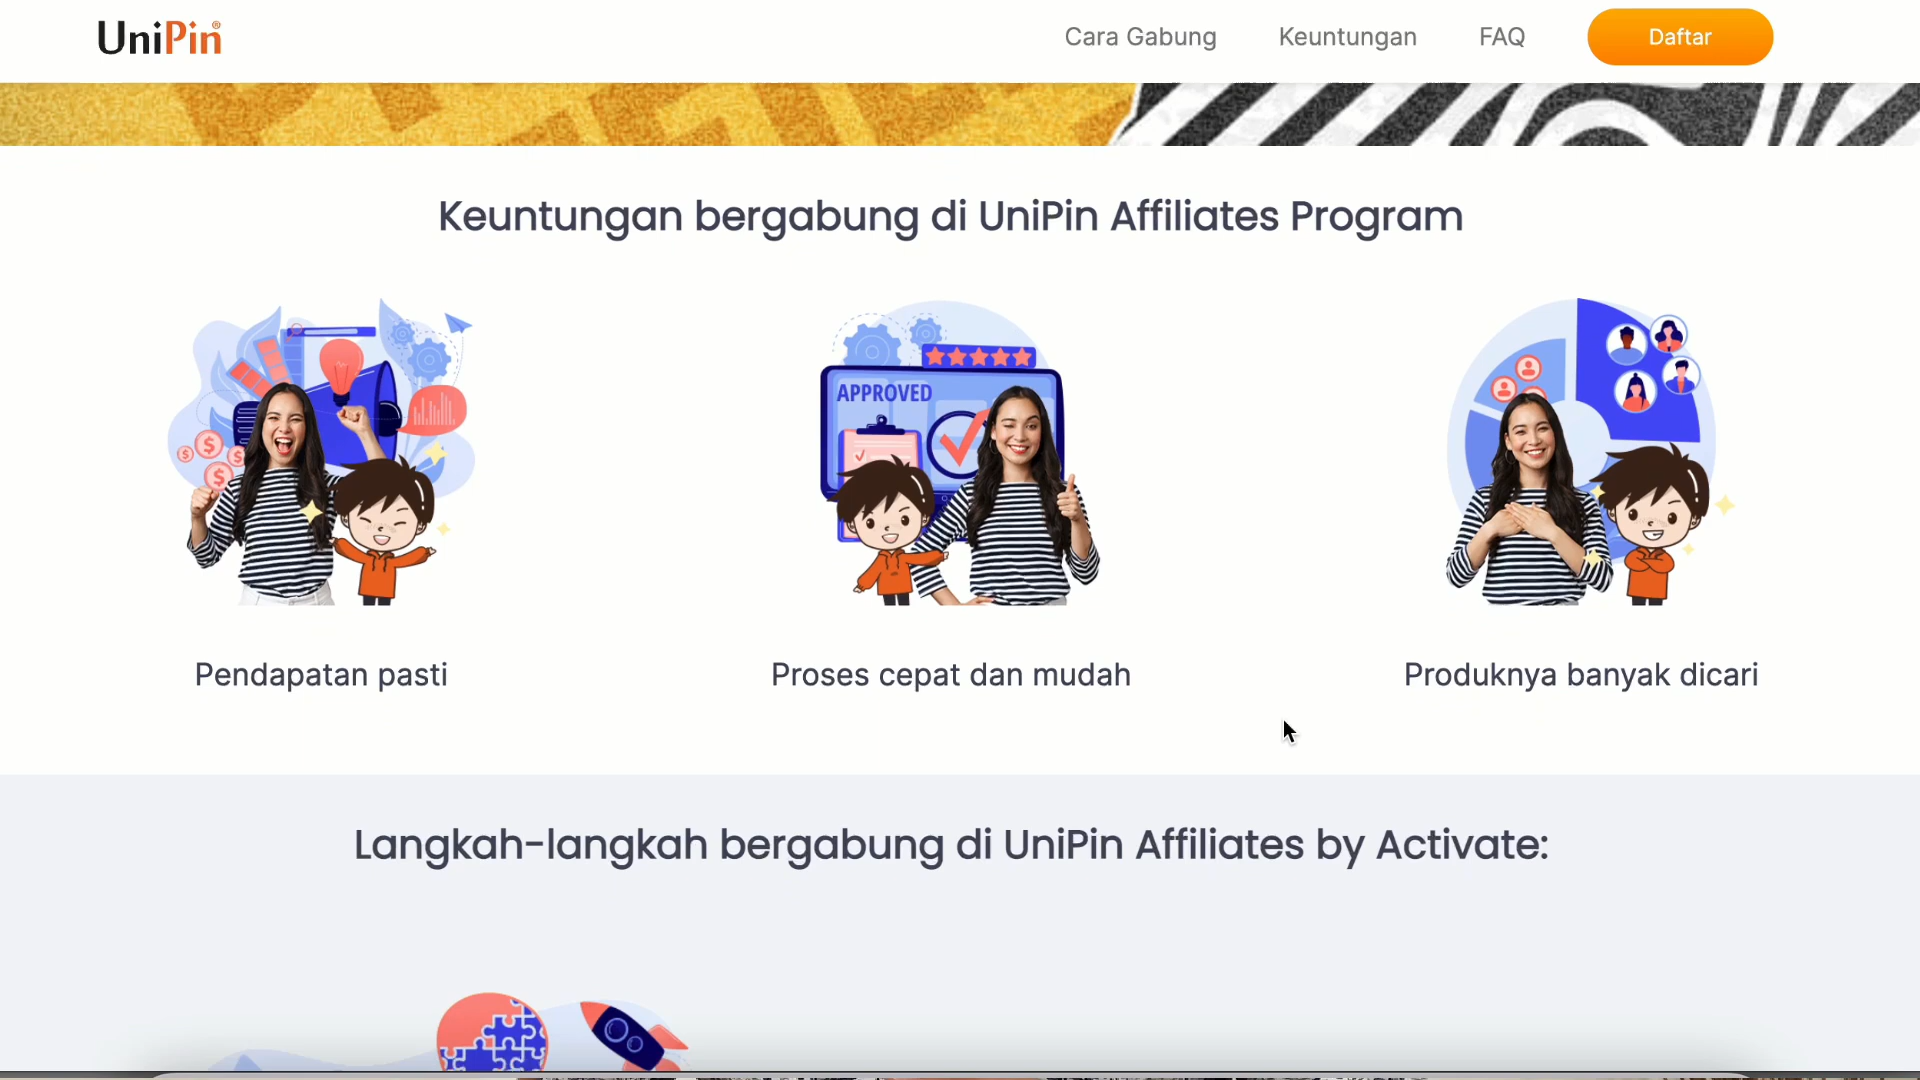 UniPin®
Cara Gabung
Keuntungan
FAQ
Daftar
Keuntungan bergabung di UniPin Affiliates Program
APPROVED
Pendapatan pasti
Proses cepat dan mudah
Produknya banyak dicari
Langkah-langkah bergabung di UniPin Affiliates by Activate: